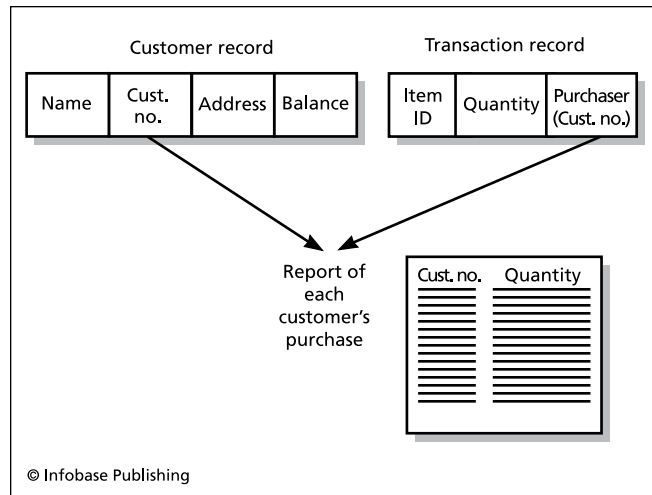 Customer record
Transaction record
Name
Cust.
no.
Address
Balance
Item
ID
Quantity
Purchaser
(Cust. no.)
Report of
each
customer's
purchase
Cust. no.
Quantity
© Infobase Publishing